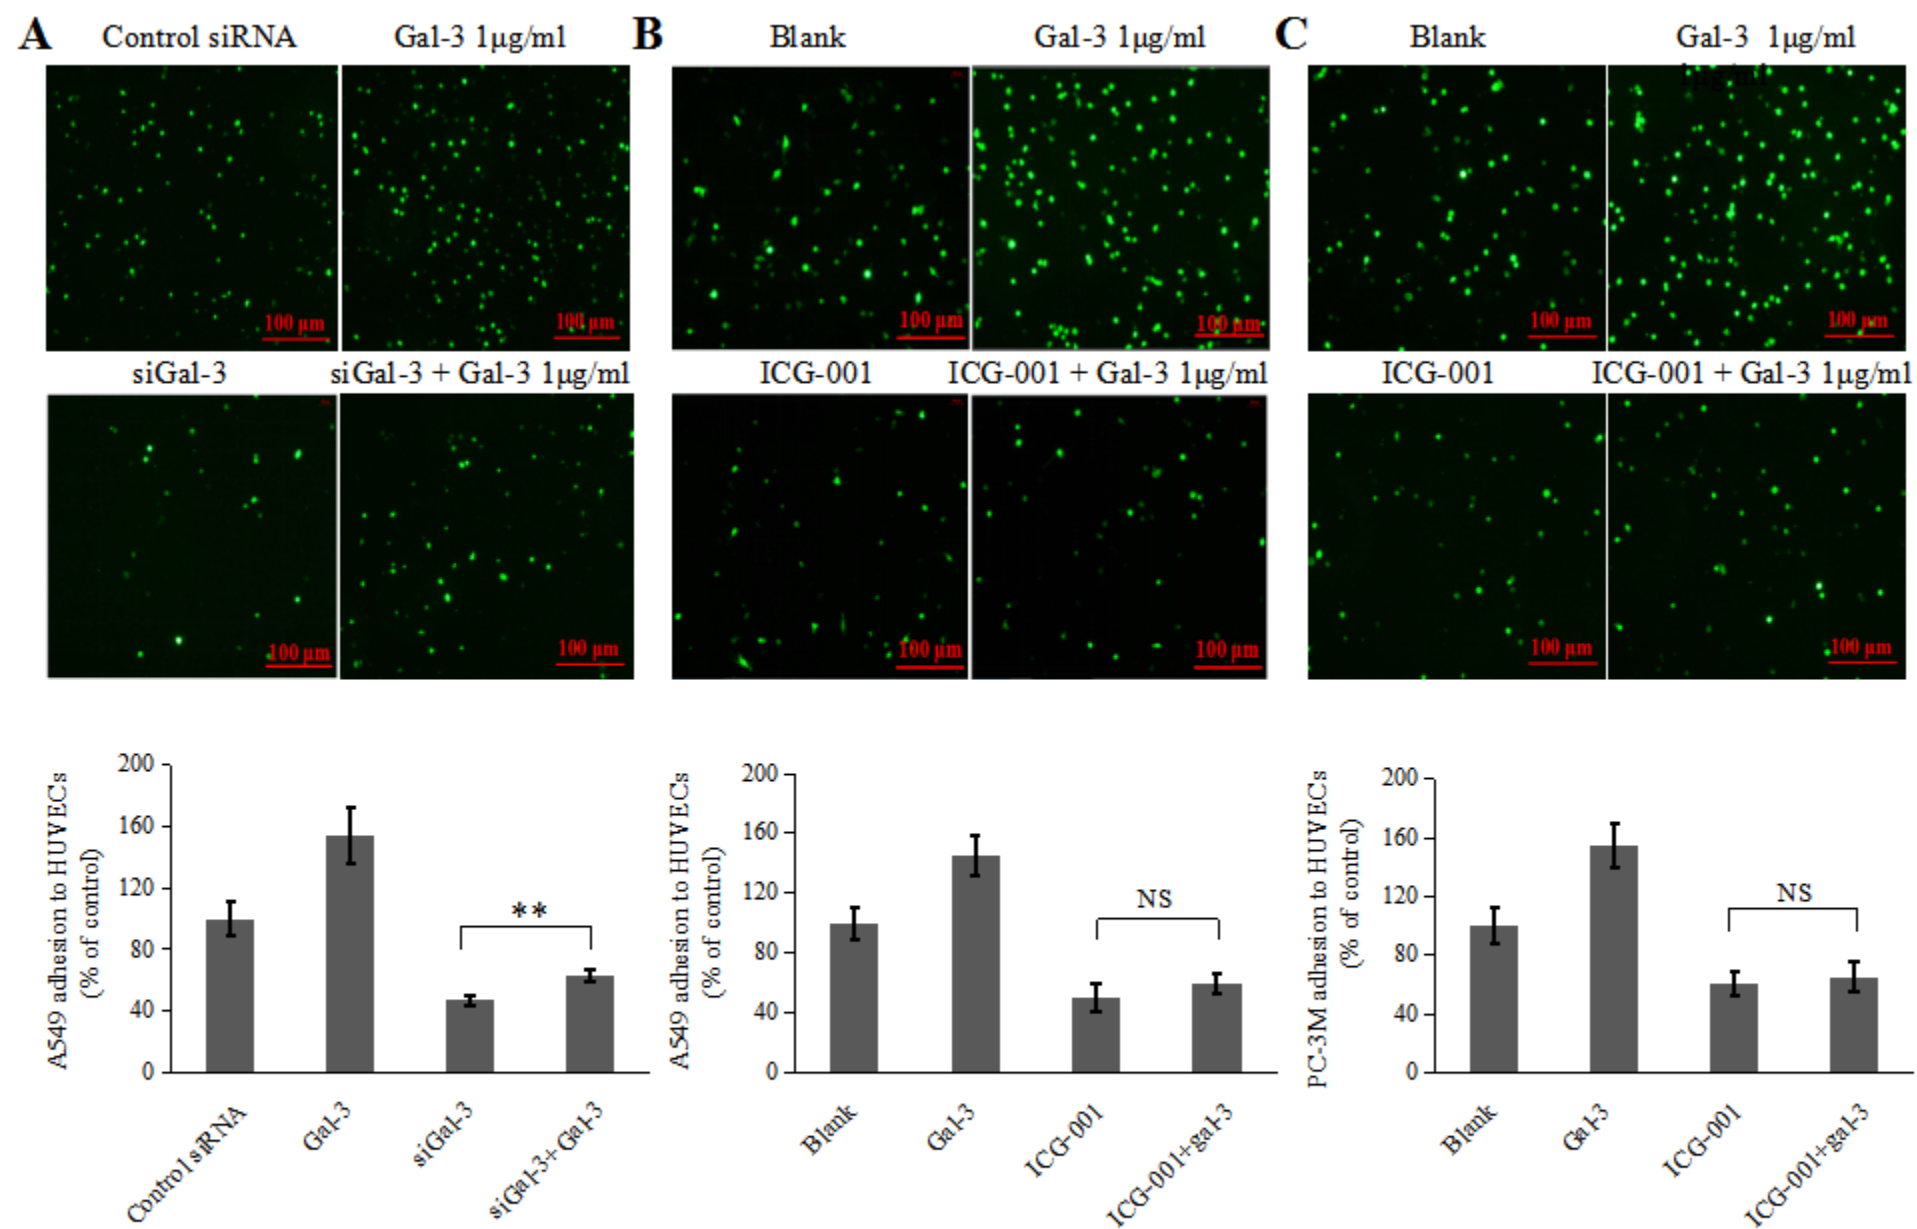 A Control siRNA Gal-3 1µg/ml B Blank Gal-3 1µg/ml C Blank Gal-3 1µg/ml
1µg/ml
100 µm 100 µm 100 µm 100 µm 100 µm 100 µm
siGal-3 siGal-3 + Gal-3 1µg/ml ICG-001 ICG-001 + Gal-3 1µg/ml ICG-001 ICG-001 + Gal-3 1µg/ml
100 µm 100 µm 100 µm 100 µm 100 µm 100 µm
A549 adhesion to HUVECs
(% of control)
200
160
120
80
40
0
**
Control siRNA
Gal-3
siGal-3
siGal-3+Gal-3
A549 adhesion to HUVECs
(% of control)
200
160
120
80
40
0
NS
Blank
Gal-3
ICG-001
ICG-001+gal-3
PC-3M adhesion to HUVECs
(% of control)
200
160
120
80
40
0
NS
Blank
Gal-3
ICG-001
ICG-001+gal-3